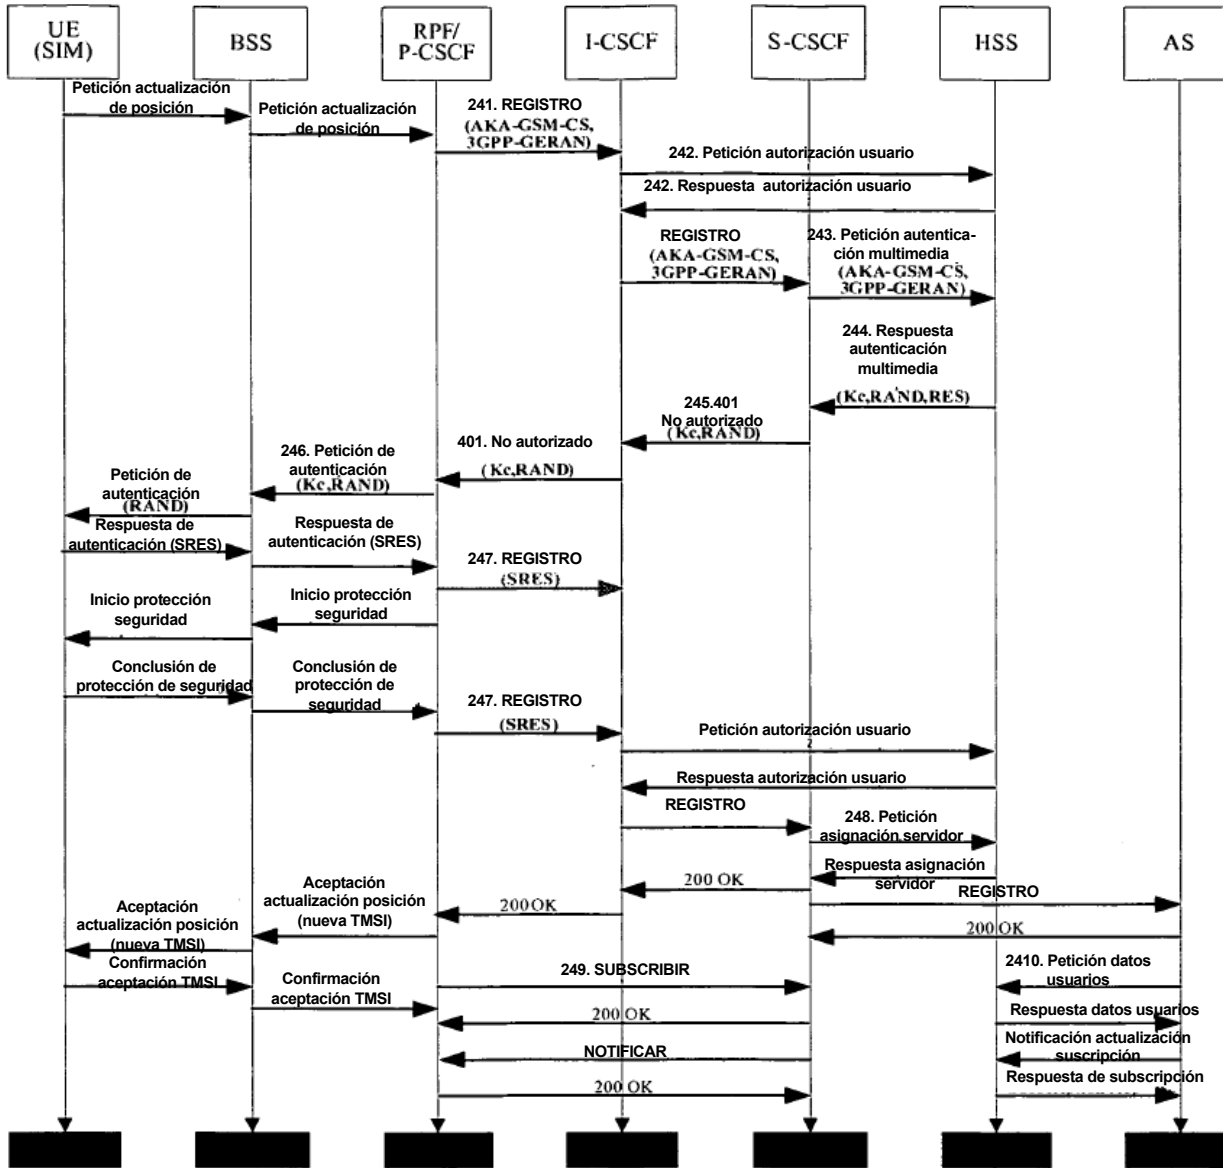 UE
(SIM)
BSS
RPF/
P-CSCF
I-CSCF
S-CSCF
HSS
AS
Petición actualización
de posición
Petición actualización
de posición
241. REGISTRO
(AKA-GSM-CS,
3GPP-GERAN)
242. Petición autorización usuario
242. Respuesta autorización usuario
REGISTRO
(AKA-GSM-CS,
3GPP-GERAN)
243. Petición autentica-
ción multimedia
(AKA-GSM-CS,
3GPP-GERAN)
244. Respuesta
autenticación
multimedia
(Kc,RAND,RES)
245.401
No autorizado
(Kc,RAND)
401. No autorizado
(Kc,RAND)
246. Petición de
autenticación
(Kc,RAND)
Petición de
autenticación
(RAND)
Respuesta de
autenticación (SRES)
Respuesta de
autenticación (SRES)
247. REGISTRO
(SRES)
Inicio protección
seguridad
Inicio protección
seguridad
Conclusión de
protección de seguridad
Conclusión de
protección de
seguridad
247. REGISTRO
(SRES)
Petición autorización usuario
Respuesta autorización usuario
REGISTRO
248. Petición
asignación servidor
Respuesta asignación
servidor
200 OK
REGISTRO
200 OK
200 OK
Aceptación
actualización posición
(nueva TMSI)
Aceptación
actualización posición
(nueva TMSI)
Confirmación
aceptación TMSI
Confirmación
aceptación TMSI
249. SUBSCRIBIR
2410. Petición datos
usuarios
200 OK
Respuesta datos usuarios
NOTIFICAR
Notificación actualización
suscripción
200 OK
Respuesta de subscripción